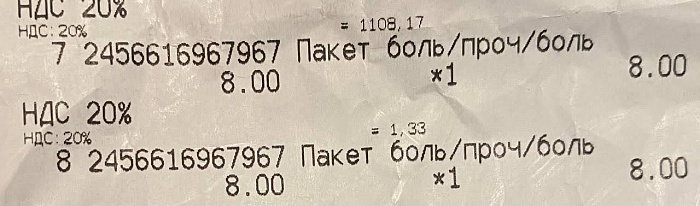 НДС 20%
НДС:20% = 1108,17
7 2456616967967 Пакет боль/проч/боль
8.00 *1 8.00
НДС 20%
НДС:20% = 1,33
8 2456616967967 Пакет боль/проч/боль
8.00 *1 8.00